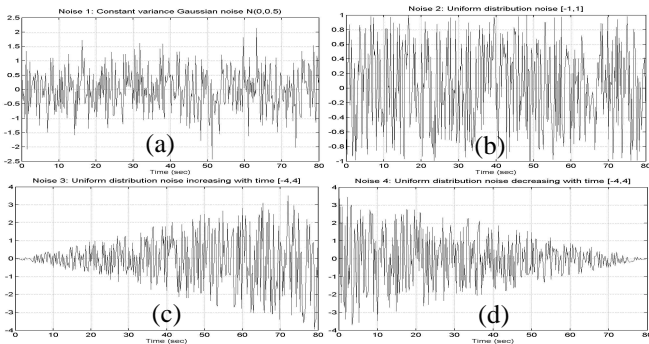 Noise 1: Constant variance Gaussian noise N(0,0.5)
2.5
2
1.5
1
0.5
0
-0.5
-1
-1.5
-2
-2.5
(a)
0 10 20 30 40 50 60 70 80
Time (sec)
Noise 2: Uniform distribution noise [-1,1]
1
0.8
0.6
0.4
0.2
0
-0.2
-0.4
-0.6
-0.8
-1
(b)
0 10 20 30 40 50 60 70 80
Time (sec)
Noise 3: Uniform distribution noise increasing with time [-4,4]
4
3
2
1
0
-1
-2
-3
-4
(c)
0 10 20 30 40 50 60 70 80
Time (sec)
Noise 4: Uniform distribution noise decreasing with time [-4,4]
4
3
2
1
0
-1
-2
-3
-4
(d)
0 10 20 30 40 50 60 70 80
Time (sec)